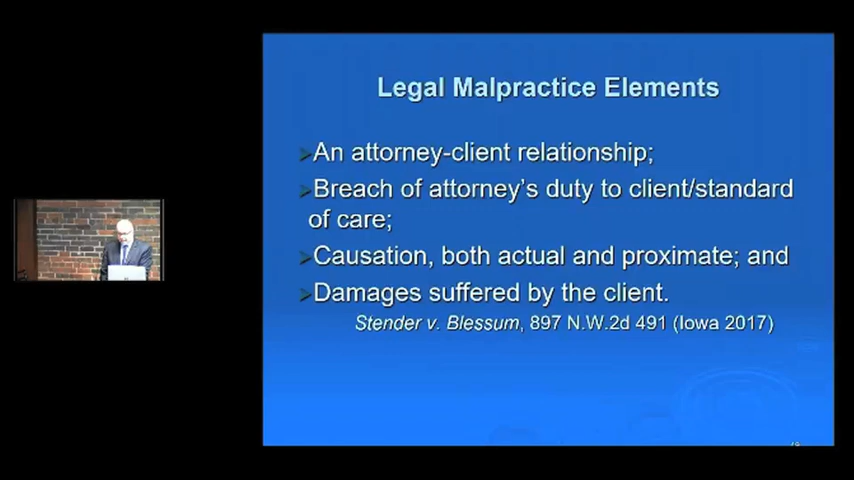 Legal Malpractice Elements
An attorney-client relationship;
Breach of attorney's duty to client/standard
of care;
Causation, both actual and proximate; and
Damages suffered by the client.
Stender v. Blessum, 897 N.W.2d 491 (Iowa 2017)